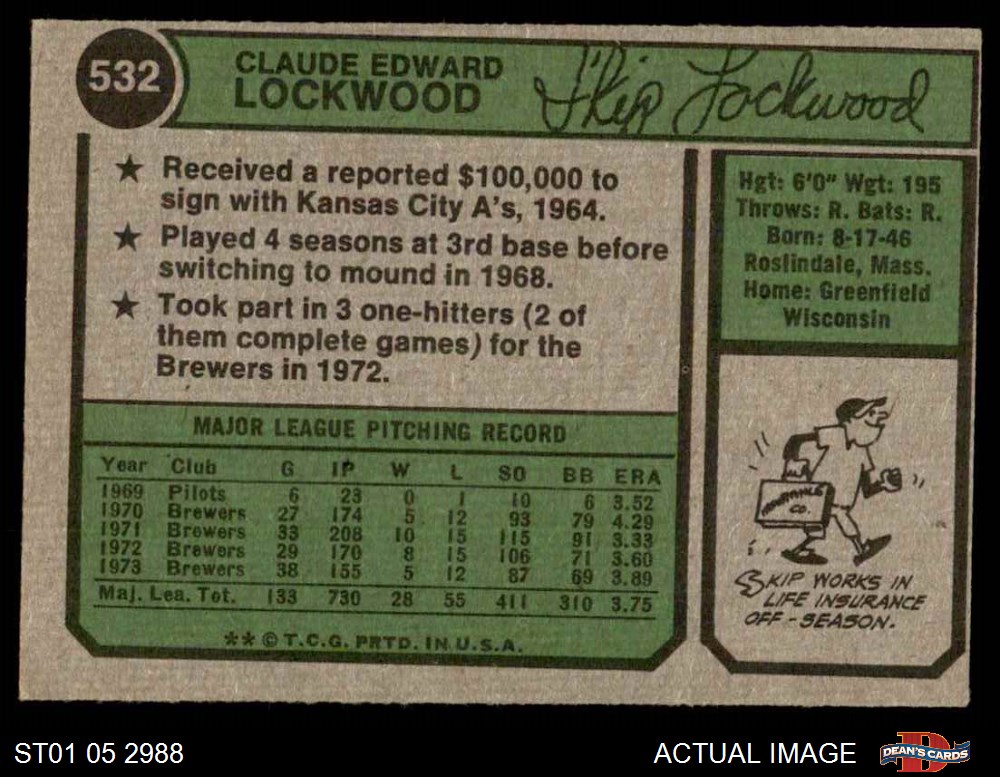 532
CLAUDE EDWARD
LOCKWOOD
Skip Lockwood
★ Received a reported $100,000 to
sign with Kansas City A's, 1964.
★ Played 4 seasons at 3rd base before
switching to mound in 1968.
★ Took part in 3 one-hitters (2 of
them complete games) for the
Brewers in 1972.
Hgt: 6'0" Wgt: 195
Throws: R. Bats: R.
Born: 8-17-46
Roslindale, Mass.
Home: Greenfield
Wisconsin
MAJOR LEAGUE PITCHING RECORD
Year Club G IP W L SO BB ERA
1969 Pilots 6 23 0 1 10 6 3.52
1970 Brewers 27 174 5 12 93 79 4.29
1971 Brewers 33 208 10 15 115 91 3.33
1972 Brewers 29 170 8 15 106 71 3.60
1973 Brewers 38 155 5 12 87 69 3.89
Maj. Lea. Tot. 133 730 28 55 411 310 3.75
**© T.C.G. PRTD. IN U.S.A.
INSURANCE
CO.
SKIP WORKS IN
LIFE INSURANCE
OFF-SEASON.
ST01 05 2988
ACTUAL IMAGE
DEAN'S CARDS